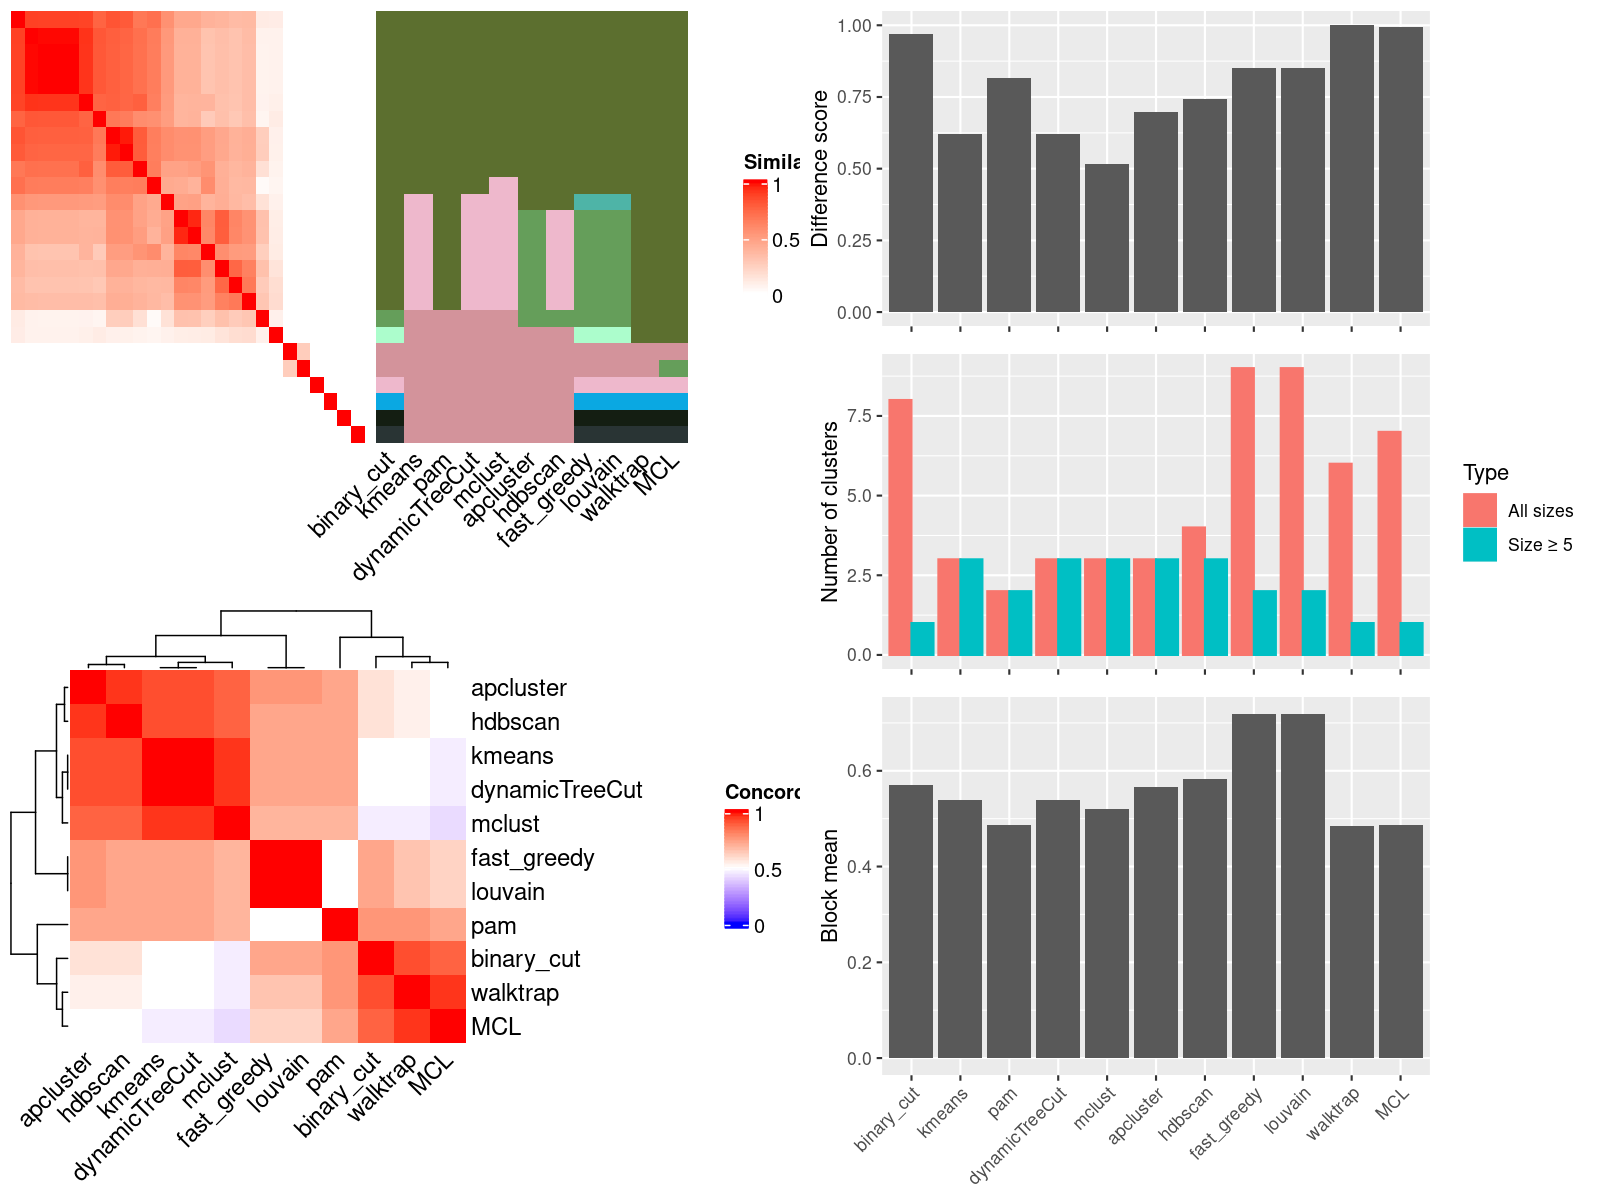 Simila
1
0.5
0
binary_cut
kmeans
pam
dynamicTreeCut
mclust
apcluster
hdbscan
fast_greedy
louvain
walktrap
MCL
apcluster
hdbscan
kmeans
dynamicTreeCut
mclust
fast_greedy
louvain
pam
binary_cut
walktrap
MCL
apcluster
hdbscan
kmeans
dynamicTreeCut
mclust
fast_greedy
louvain
pam
binary_cut
walktrap
MCL
Concord
1
0.5
0
Difference score
1.00
0.75
0.50
0.25
0.00
Number of clusters
7.5
5.0
2.5
0.0
Type
All sizes
Size ≥ 5
Block mean
0.6
0.4
0.2
0.0
binary_cut
kmeans
pam
dynamicTreeCut
mclust
apcluster
hdbscan
fast_greedy
louvain
walktrap
MCL